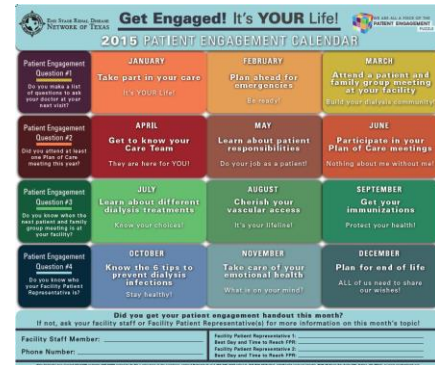 END STAGE RENAL DISEASE
NETWORK OF TEXAS
Get Engaged! It's YOUR Life!
WE ARE ALL A PIECE OF THE
PATIENT ENGAGEMENT
PUZZLE
2015 PATIENT ENGAGEMENT CALENDAR
Patient Engagement
Question #1
Do you make a list
of questions to ask
your doctor at your
next visit?
JANUARY
Take part in your care
It's YOUR Life!
FEBRUARY
Plan ahead for
emergencies
Be ready!
MARCH
Attend a patient and
family group meeting
at your facility
Build your dialysis community!
Patient Engagement
Question #2
Did you attend at least
one Plan of Care
meeting this year?
APRIL
Get to know your
Care Team
They are here for YOU!
MAY
Learn about patient
responsibilities
Do your job as a patient!
JUNE
Participate in your
Plan of Care meetings
Nothing about me without me!
Patient Engagement
Question #3
Do you know when the
next patient and family
group meeting is at
your facility?
JULY
Learn about different
dialysis treatments
Know your choices!
AUGUST
Cherish your
vascular access
It's your lifeline!
SEPTEMBER
Get your
immunizations
Protect your health!
Patient Engagement
Question #4
Do you know who
your Facility Patient
Representative is?
OCTOBER
Know the 6 tips to
prevent dialysis
infections
Stay healthy!
NOVEMBER
Take care of your
emotional health
What is on your mind?
DECEMBER
Plan for end of life
ALL of us need to share
our wishes!
Did you get your patient engagement handout this month?
If not, ask your facility staff or Facility Patient Representative(s) for more information on this month's topic!
Facility Staff Member:
Phone Number:
Facility Patient Representative 1:
Best Day and Time to Reach FPR:
Facility Patient Representative 2:
Best Day and Time to Reach FPR: